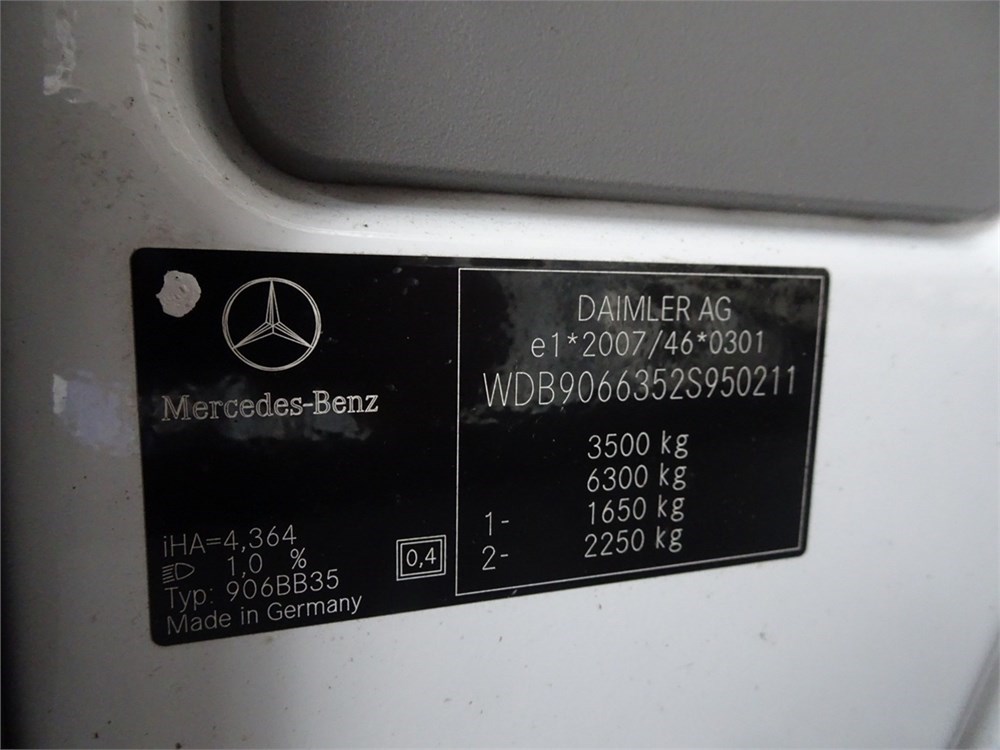 Mercedes-Benz
iHA=4,364
1,0 %
Typ: 906BB35
Made in Germany
0,4
DAIMLER AG
e1*2007/46*0301
WDB9066352S950211
3500 kg
6300 kg
1- 1650 kg
2- 2250 kg